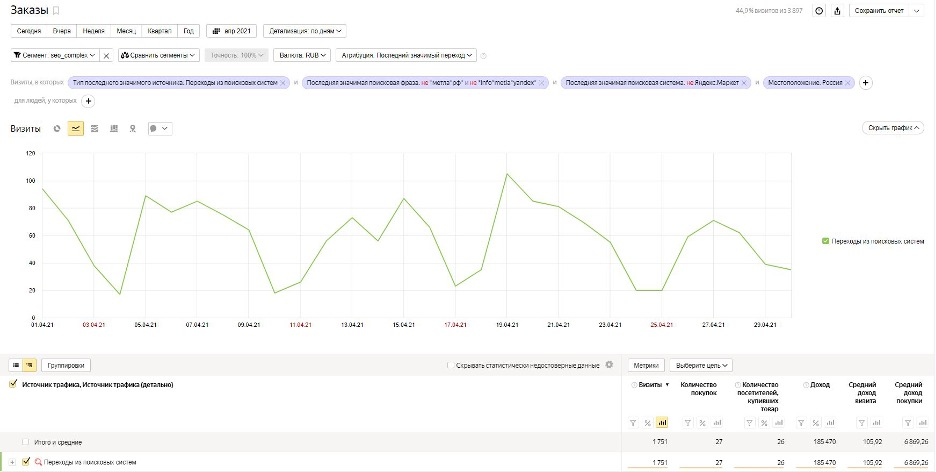 Заказы
44,9% визитов из 3 897
Сохранить отчет
Сегодня Вчера Неделя Месяц Квартал Год апр 2021 Детализация: по дням
Сегмент: seo_complex Сравнить сегменты Точность: 100% Валюта: RUB Атрибуция: Последний значимый переход
Визиты, в которых Тип последнего значимого источника: Переходы из поисковых систем и Последняя значимая поисковая фраза: не "метла*рф" и не "info*metla*yandex" и Последняя значимая поисковая система: не Яндекс.Маркет и Местоположение: Россия
для людей, у которых
Визиты
Скрыть график
120
100
80
60
40
20
0
Переходы из поисковых систем
01.04.21 03.04.21 05.04.21 07.04.21 09.04.21 11.04.21 13.04.21 15.04.21 17.04.21 19.04.21 21.04.21 23.04.21 25.04.21 27.04.21 29.04.21
Группировки Скрывать статистически недостоверные данные Метрики Выберите цель
Источник трафика, Источник трафика (детально)
Визиты Количество покупок Количество посетителей, купивших товар Доход Средний доход визита Средний доход покупки
Итого и средние 1 751 27 26 185 470 105,92 6 869,26
Переходы из поисковых систем 1 751 27 26 185 470 105,92 6 869,26